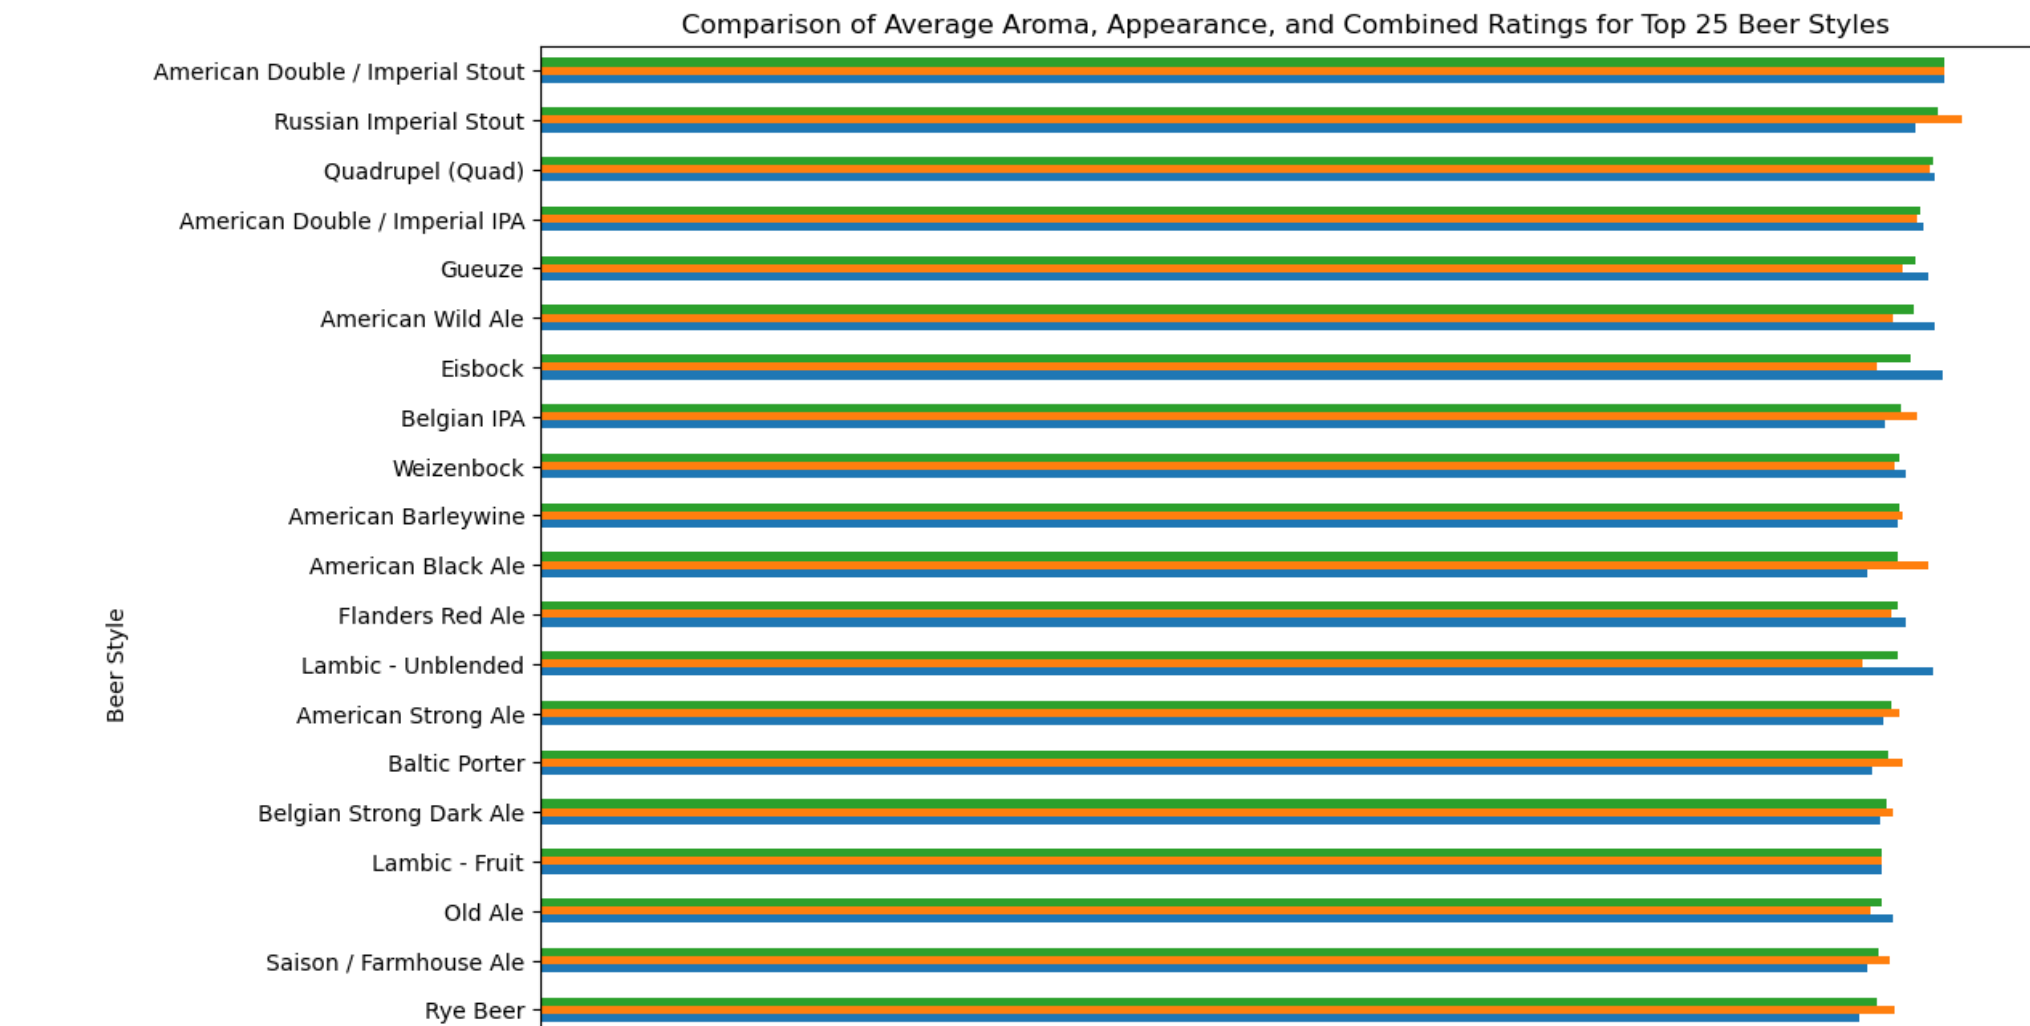 Comparison of Average Aroma, Appearance, and Combined Ratings for Top 25 Beer Styles
American Double / Imperial Stout
Russian Imperial Stout
Quadrupel (Quad)
American Double / Imperial IPA
Gueuze
American Wild Ale
Eisbock
Belgian IPA
Weizenbock
American Barleywine
American Black Ale
Flanders Red Ale
Lambic - Unblended
American Strong Ale
Baltic Porter
Belgian Strong Dark Ale
Lambic - Fruit
Old Ale
Saison / Farmhouse Ale
Rye Beer
Beer Style